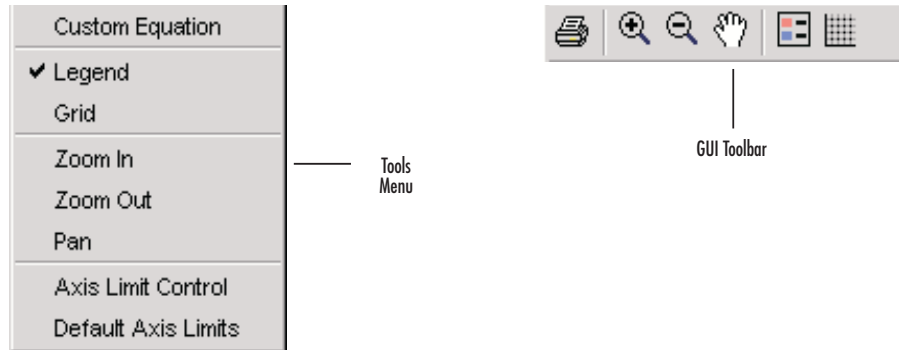 Custom Equation
Legend
Grid
Zoom In
Zoom Out
Pan
Axis Limit Control
Default Axis Limits
Tools
Menu
GUI Toolbar